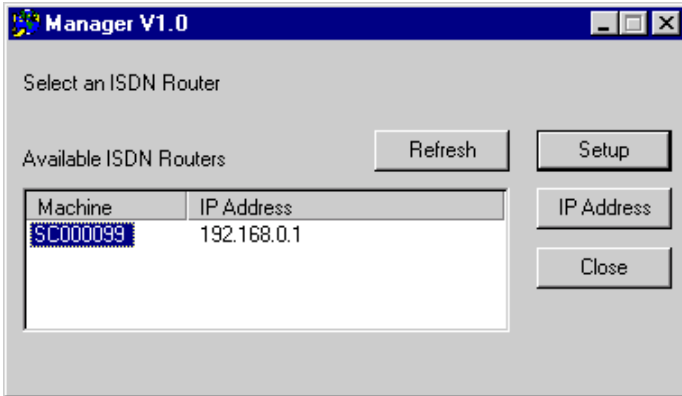 Manager V1.0
Select an ISDN Router
Available ISDN Routers
Refresh
Setup
Machine IP Address
SC000099 192.168.0.1
IP Address
Close